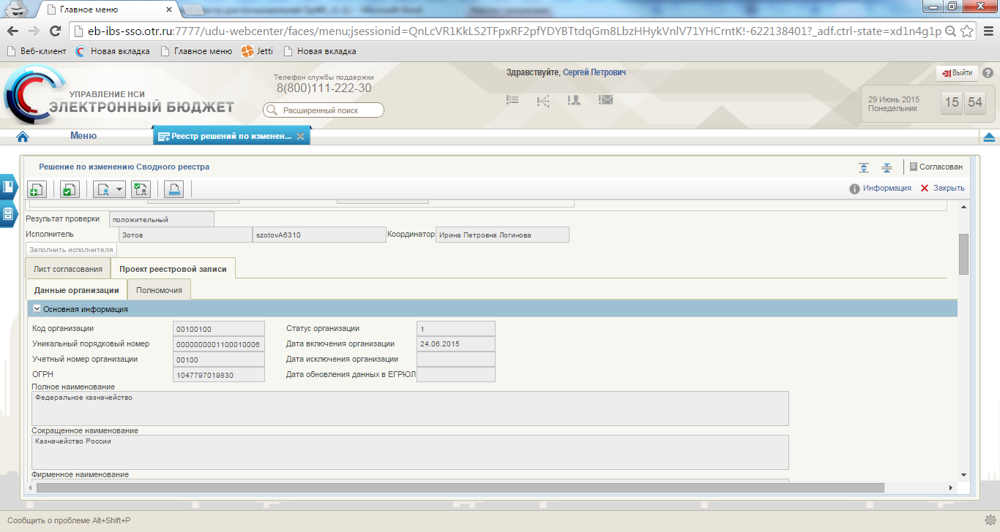 Главное меню
eb-ibs-sso.otr.ru:7777/udu-webcenter/faces/menu;jsessionid=QnLcVR1KkLS2TFpxRF2pfYDYBTtdqGm8LbzHHykVnlV71YHCrntK!-622138401?_adf.ctrl-state=xd1n4g1p
Веб-клиент Новая вкладка Главное меню Jetti Новая вкладка
УПРАВЛЕНИЕ НСИ
ЭЛЕКТРОННЫЙ БЮДЖЕТ
Телефон службы поддержки
8(800)111-222-30
Расширенный поиск
Здравствуйте, Сергей Петрович
Выйти
29 Июнь 2015
Понедельник
15 54
Меню
Реестр решений по изменен...
Решение по изменению Сводного реестра
Согласован
Информация Закрыть
Результат проверки положительный
Исполнитель Зотов szotovA6310 Координатор Ирина Петровна Логинова
Заполнить исполнителя
Лист согласования Проект реестровой записи
Данные организации Полномочия
Основная информация
Код организации 00100100 Статус организации 1
Уникальный порядковый номер 0000000001100010006 Дата включения организации 24.06.2015
Учетный номер организации 00100 Дата исключения организации
ОГРН 1047797019830 Дата обновления данных в ЕГРЮЛ
Полное наименование
Федеральное казначейство
Сокращенное наименование
Казначейство России
Фирменное наименование
Сообщить о проблеме Alt+Shift+P